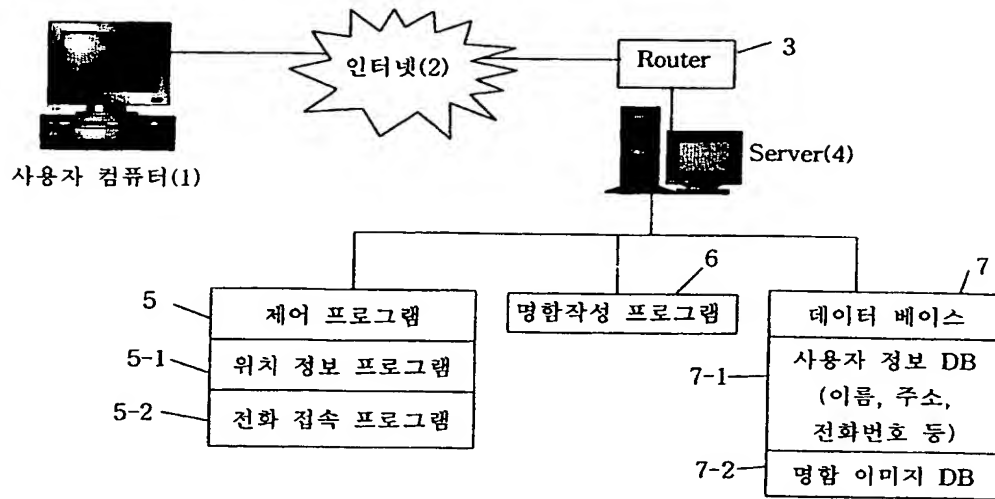 인터넷(2)
Router
3
사용자 컴퓨터(1)
Server(4)
5
제어 프로그램
5-1
위치 정보 프로그램
5-2
전화 접속 프로그램
6
명함작성 프로그램
7
데이터 베이스
7-1
사용자 정보 DB
(이름, 주소,
전화번호 등)
7-2
명함 이미지 DB